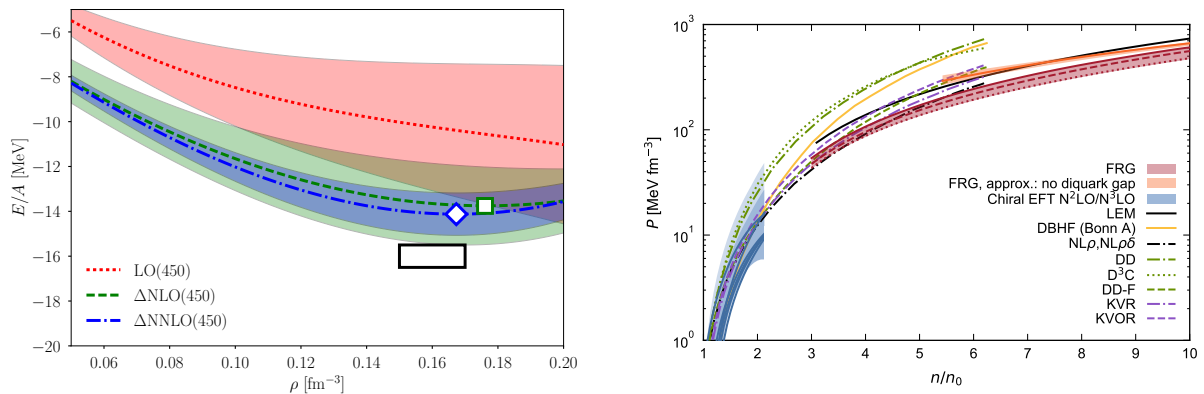 E/A [MeV]
−6
−8
−10
−12
−14
−16
−18
−20
LO(450)
ΔNLO(450)
ΔNNLO(450)
0.06 0.08 0.10 0.12 0.14 0.16 0.18 0.20
ρ [fm⁻³]
P [MeV fm⁻³]
10³
10²
10¹
10⁰
FRG
FRG, approx.: no diquark gap
Chiral EFT N²LO/N³LO
LEM
DBHF (Bonn A)
NLρ,NLρδ
DD
D³C
DD-F
KVR
KVOR
1 2 3 4 5 6 7 8 9 10
n/n₀